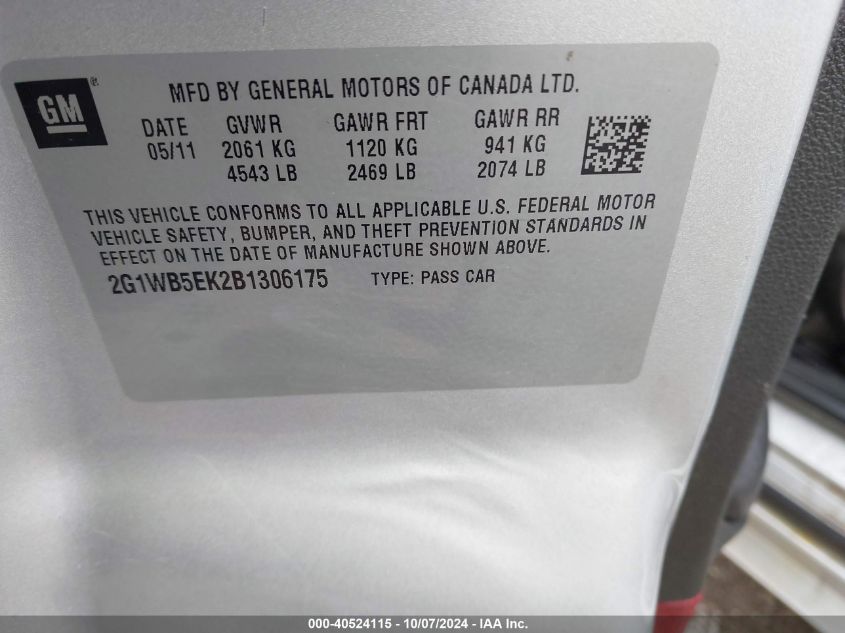 GM®
MFD BY GENERAL MOTORS OF CANADA LTD.
DATE GVWR GAWR FRT GAWR RR
05/11 2061 KG 1120 KG 941 KG
4543 LB 2469 LB 2074 LB
THIS VEHICLE CONFORMS TO ALL APPLICABLE U.S. FEDERAL MOTOR
VEHICLE SAFETY, BUMPER, AND THEFT PREVENTION STANDARDS IN
EFFECT ON THE DATE OF MANUFACTURE SHOWN ABOVE.
2G1WB5EK2B1306175 TYPE: PASS CAR
000-40524115 - 10/07/2024 - IAA Inc.